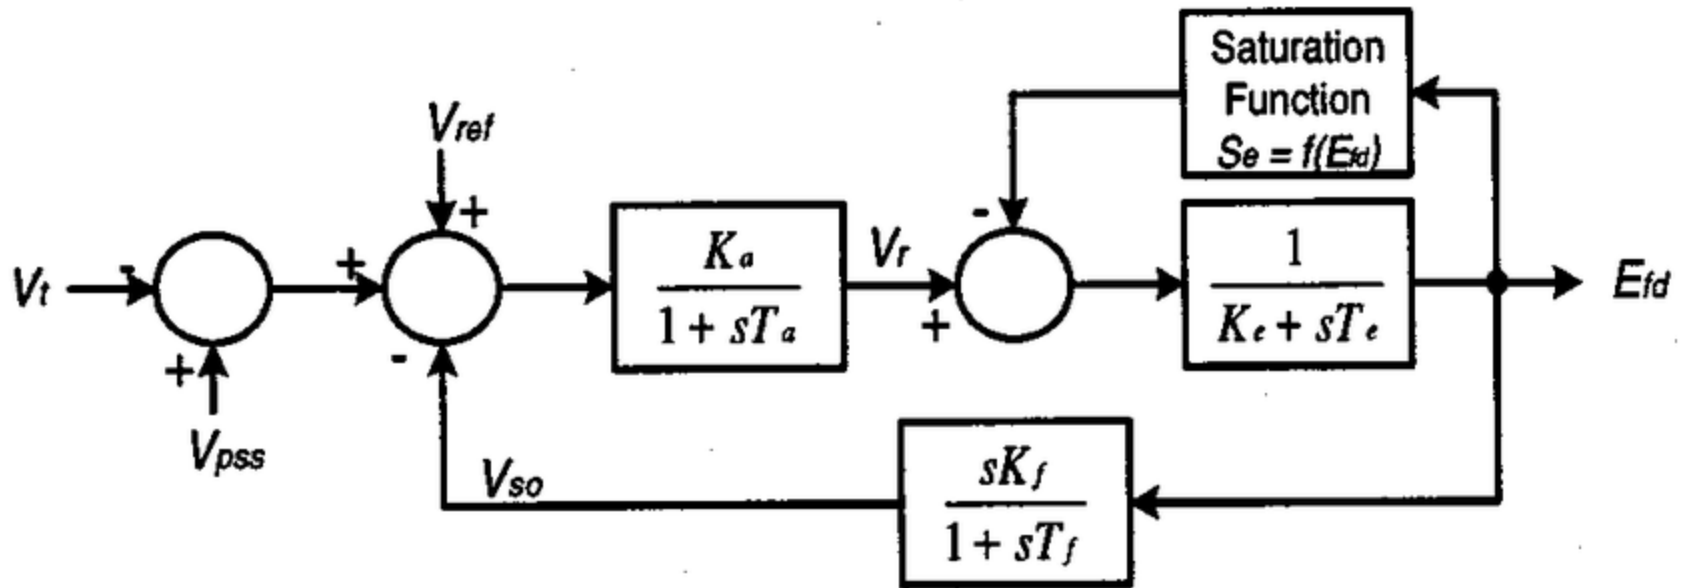 Saturation
Function
Se = f(Efd)
Vref
+
-
Ka
1 + sTa
Vr
1
Ke + sTe
Efd
Vt
-
+
+
+
-
Vpss
Vso
sKf
1 + sTf